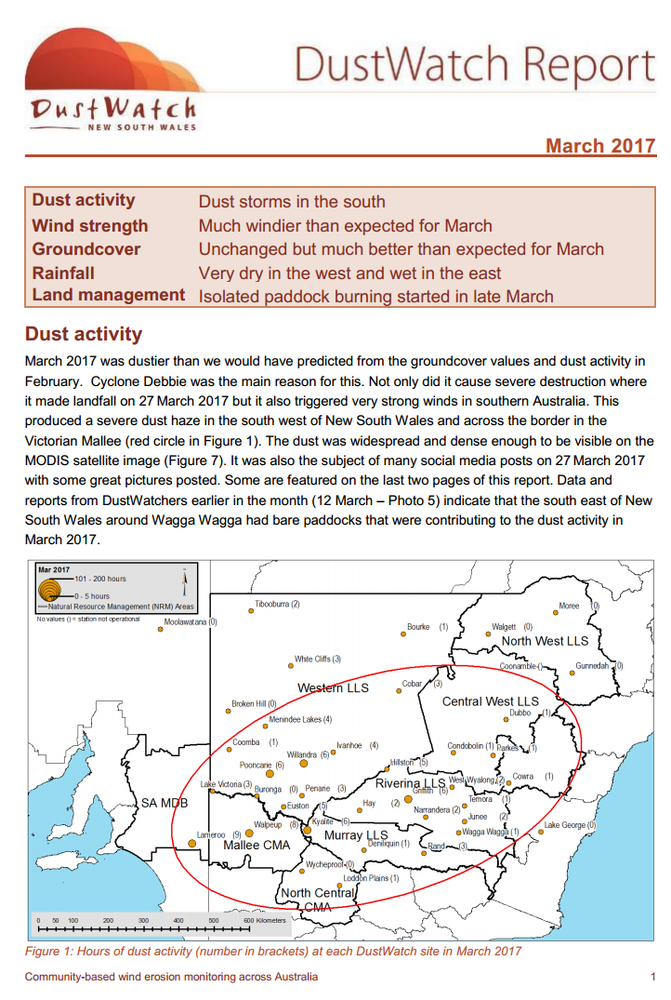 DustWatch Report
DustWatch
NEW SOUTH WALES
March 2017
Dust activity Dust storms in the south
Wind strength Much windier than expected for March
Groundcover Unchanged but much better than expected for March
Rainfall Very dry in the west and wet in the east
Land management Isolated paddock burning started in late March
Dust activity
March 2017 was dustier than we would have predicted from the groundcover values and dust activity in
February.  Cyclone Debbie was the main reason for this. Not only did it cause severe destruction where
it made landfall on 27 March 2017 but it also triggered very strong winds in southern Australia. This
produced a severe dust haze in the south west of New South Wales and across the border in the
Victorian Mallee (red circle in Figure 1). The dust was widespread and dense enough to be visible on the
MODIS satellite image (Figure 7). It was also the subject of many social media posts on 27 March 2017
with some great pictures posted. Some are featured on the last two pages of this report. Data and
reports from DustWatchers earlier in the month (12 March – Photo 5) indicate that the south east of New
South Wales around Wagga Wagga had bare paddocks that were contributing to the dust activity in
March 2017.
Mar 2017
101 - 200 hours
0 - 5 hours
Natural Resource Management (NRM) Areas
No values () = station not operational
Moolawatana (0)
Tibooburra (2)
Bourke (1)
Walgett (0)
Moree (0)
North West LLS
White Cliffs (3)
Coonamble ()
Gunnedah (0)
Western LLS
Cobar (3)
Central West LLS
Broken Hill (0)
Dubbo (1)
Menindee Lakes (4)
Coomba (1)
Ivanhoe (4)
Condobolin (1)
Parkes (1)
Willandra (6)
Pooncarie (6)
Hillston (5)
Riverina LLS
West Wyalong (2)
Cowra (1)
Lake Victoria (3)
Buronga (0)
Penarie (3)
Griffith (6)
SA MDB
Euston (5)
Hay (2)
Temora (1)
Narrandera (2)
Junee (2)
Walpeup (8)
Kyalite (6)
Lameroo (9)
Murray LLS
Wagga Wagga (1)
Lake George (0)
Mallee CMA
Deniliquin (1)
Rand (3)
Wycheproof (0)
Loddon Plains (1)
North Central
CMA
0 50 100 200 300 400 500 600 Kilometers
Figure 1: Hours of dust activity (number in brackets) at each DustWatch site in March 2017
Community-based wind erosion monitoring across Australia 1